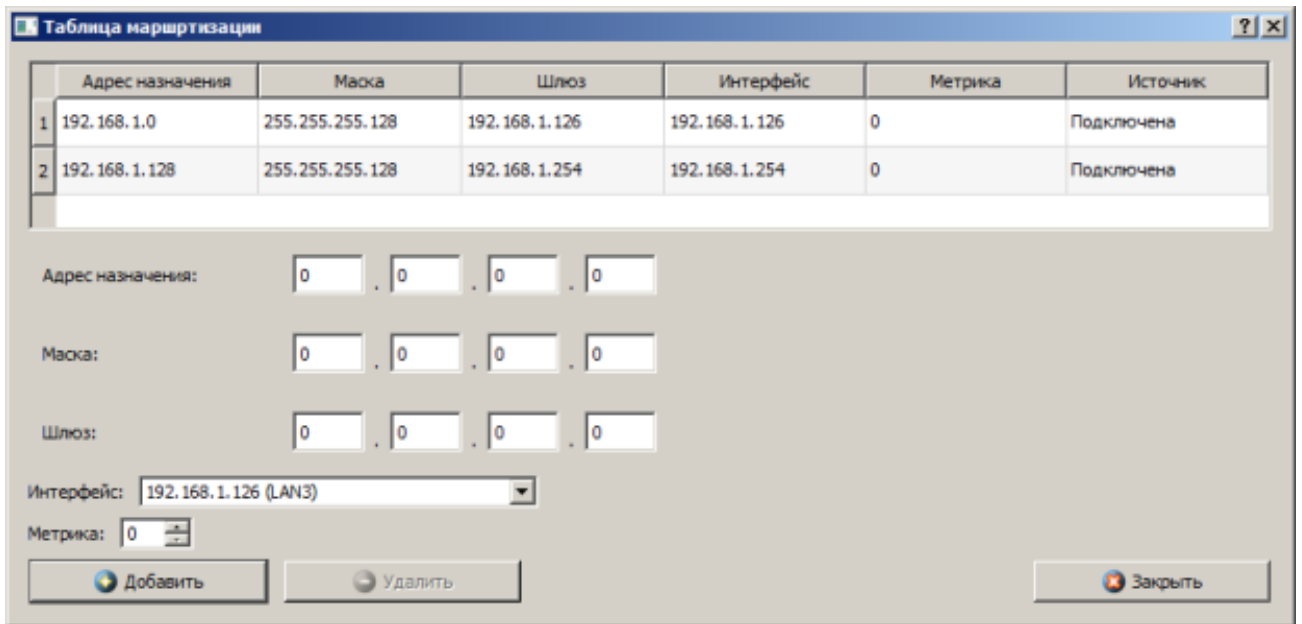 Таблица маршртизации
Адрес назначения Маска Шлюз Интерфейс Метрика Источник
1 192.168.1.0 255.255.255.128 192.168.1.126 192.168.1.126 0 Подключена
2 192.168.1.128 255.255.255.128 192.168.1.254 192.168.1.254 0 Подключена
Адрес назначения: 0 . 0 . 0 . 0
Маска: 0 . 0 . 0 . 0
Шлюз: 0 . 0 . 0 . 0
Интерфейс: 192.168.1.126 (LAN3)
Метрика: 0
Добавить Удалить Закрыть